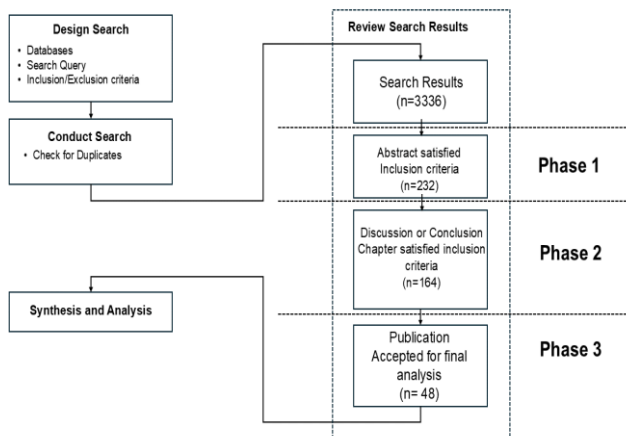 Design Search
• Databases
• Search Query
• Inclusion/Exclusion criteria
Conduct Search
• Check for Duplicates
Synthesis and Analysis
Review Search Results
Search Results
(n=3336)
Abstract satisfied
Inclusion criteria
(n=232)
Discussion or Conclusion
Chapter satisfied inclusion
criteria
(n=164)
Publication
Accepted for final
analysis
(n= 48)
Phase 1
Phase 2
Phase 3